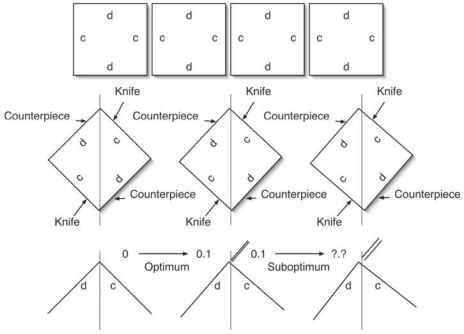 d d d d
c c c c c c c c
d d d d
Knife Knife Knife
Counterpiece Counterpiece Counterpiece
d c d c d c
c d c d c d
Counterpiece Counterpiece Counterpiece
Knife Knife Knife
0 0.1 0.1 ?.?
Optimum Suboptimum
d c d c d c